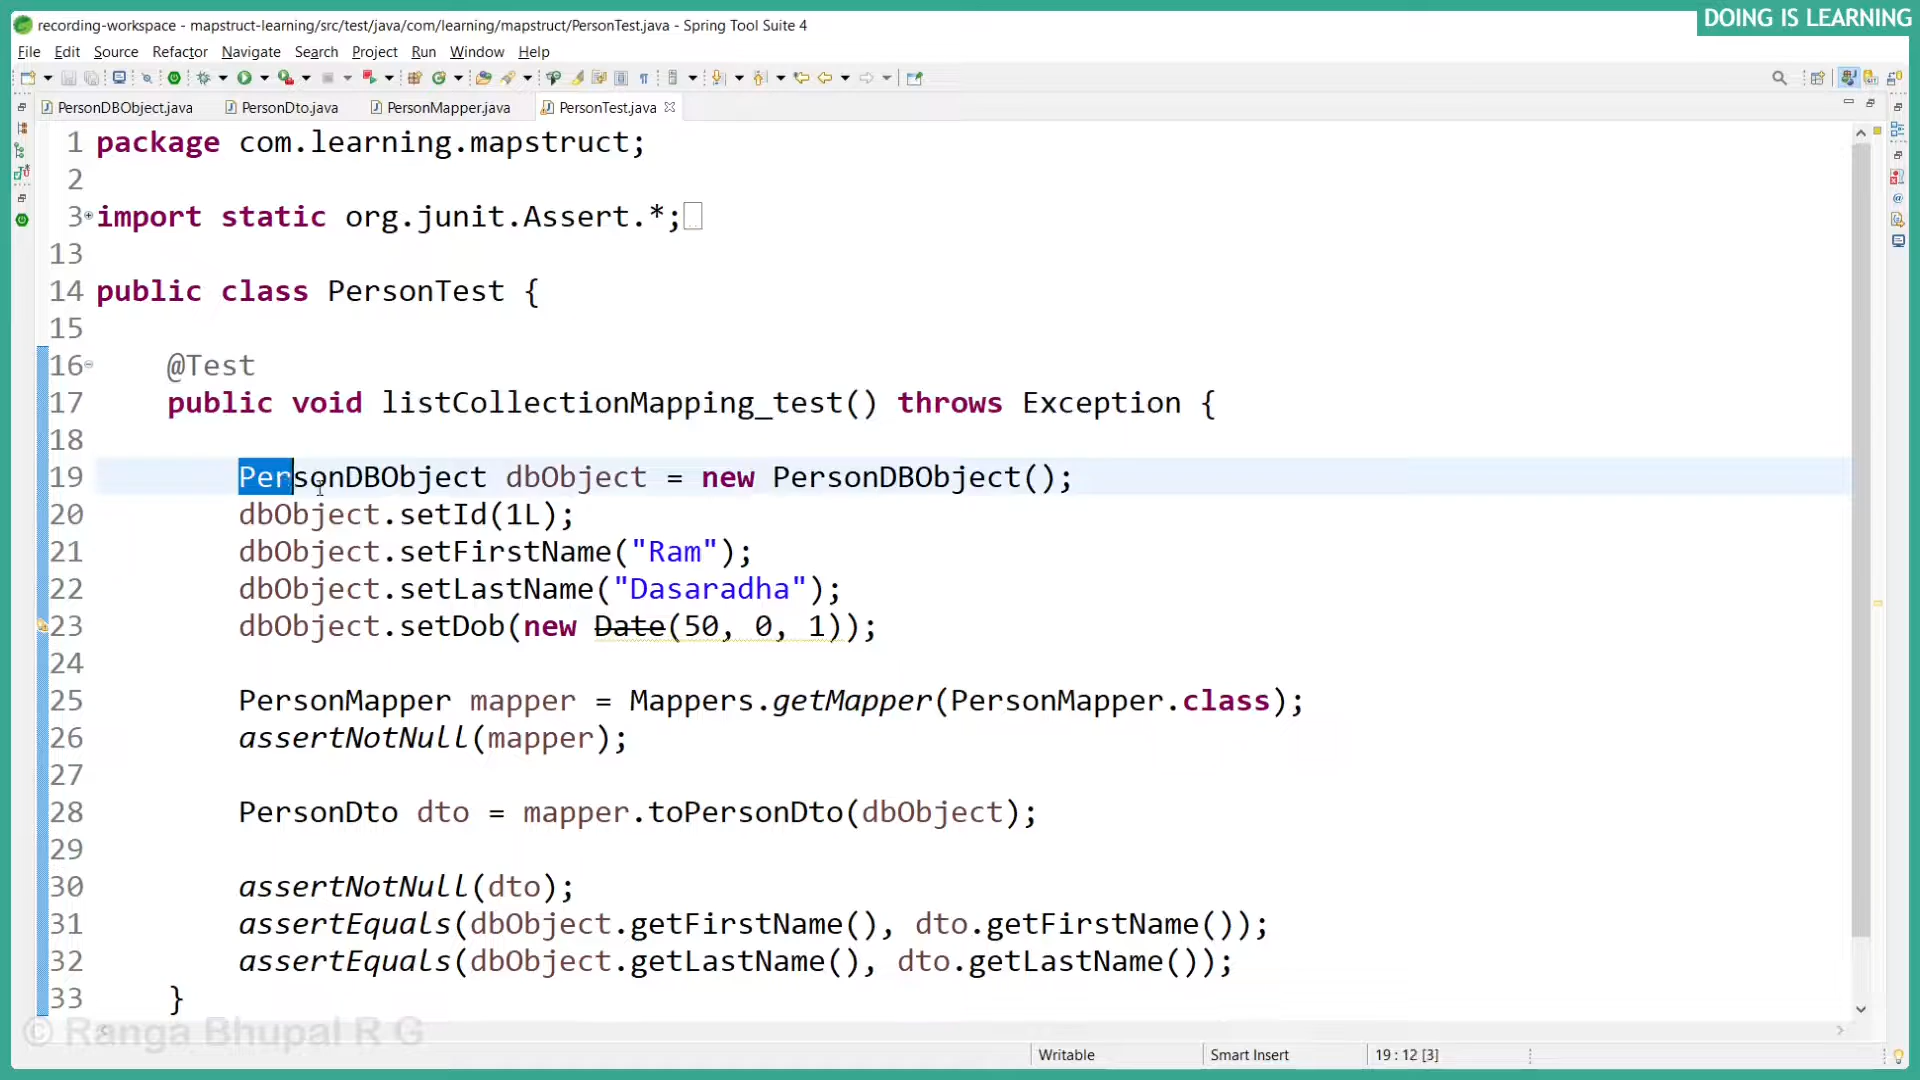 DOING IS LEARNING
recording-workspace - mapstruct-learning/src/test/java/com/learning/mapstruct/PersonTest.java - Spring Tool Suite 4
File Edit Source Refactor Navigate Search Project Run Window Help
PersonDBObject.java PersonDto.java PersonMapper.java PersonTest.java
1 package com.learning.mapstruct;
2
3 import static org.junit.Assert.*;
13
14 public class PersonTest {
15
16 @Test
17 public void listCollectionMapping_test() throws Exception {
18
19 PersonDBObject dbObject = new PersonDBObject();
20 dbObject.setId(1L);
21 dbObject.setFirstName("Ram");
22 dbObject.setLastName("Dasaradha");
23 dbObject.setDob(new Date(50, 0, 1));
24
25 PersonMapper mapper = Mappers.getMapper(PersonMapper.class);
26 assertNotNull(mapper);
27
28 PersonDto dto = mapper.toPersonDto(dbObject);
29
30 assertNotNull(dto);
31 assertEquals(dbObject.getFirstName(), dto.getFirstName());
32 assertEquals(dbObject.getLastName(), dto.getLastName());
33 }
© Ranga Bhupal R G
Writable Smart Insert 19 : 12 [3]